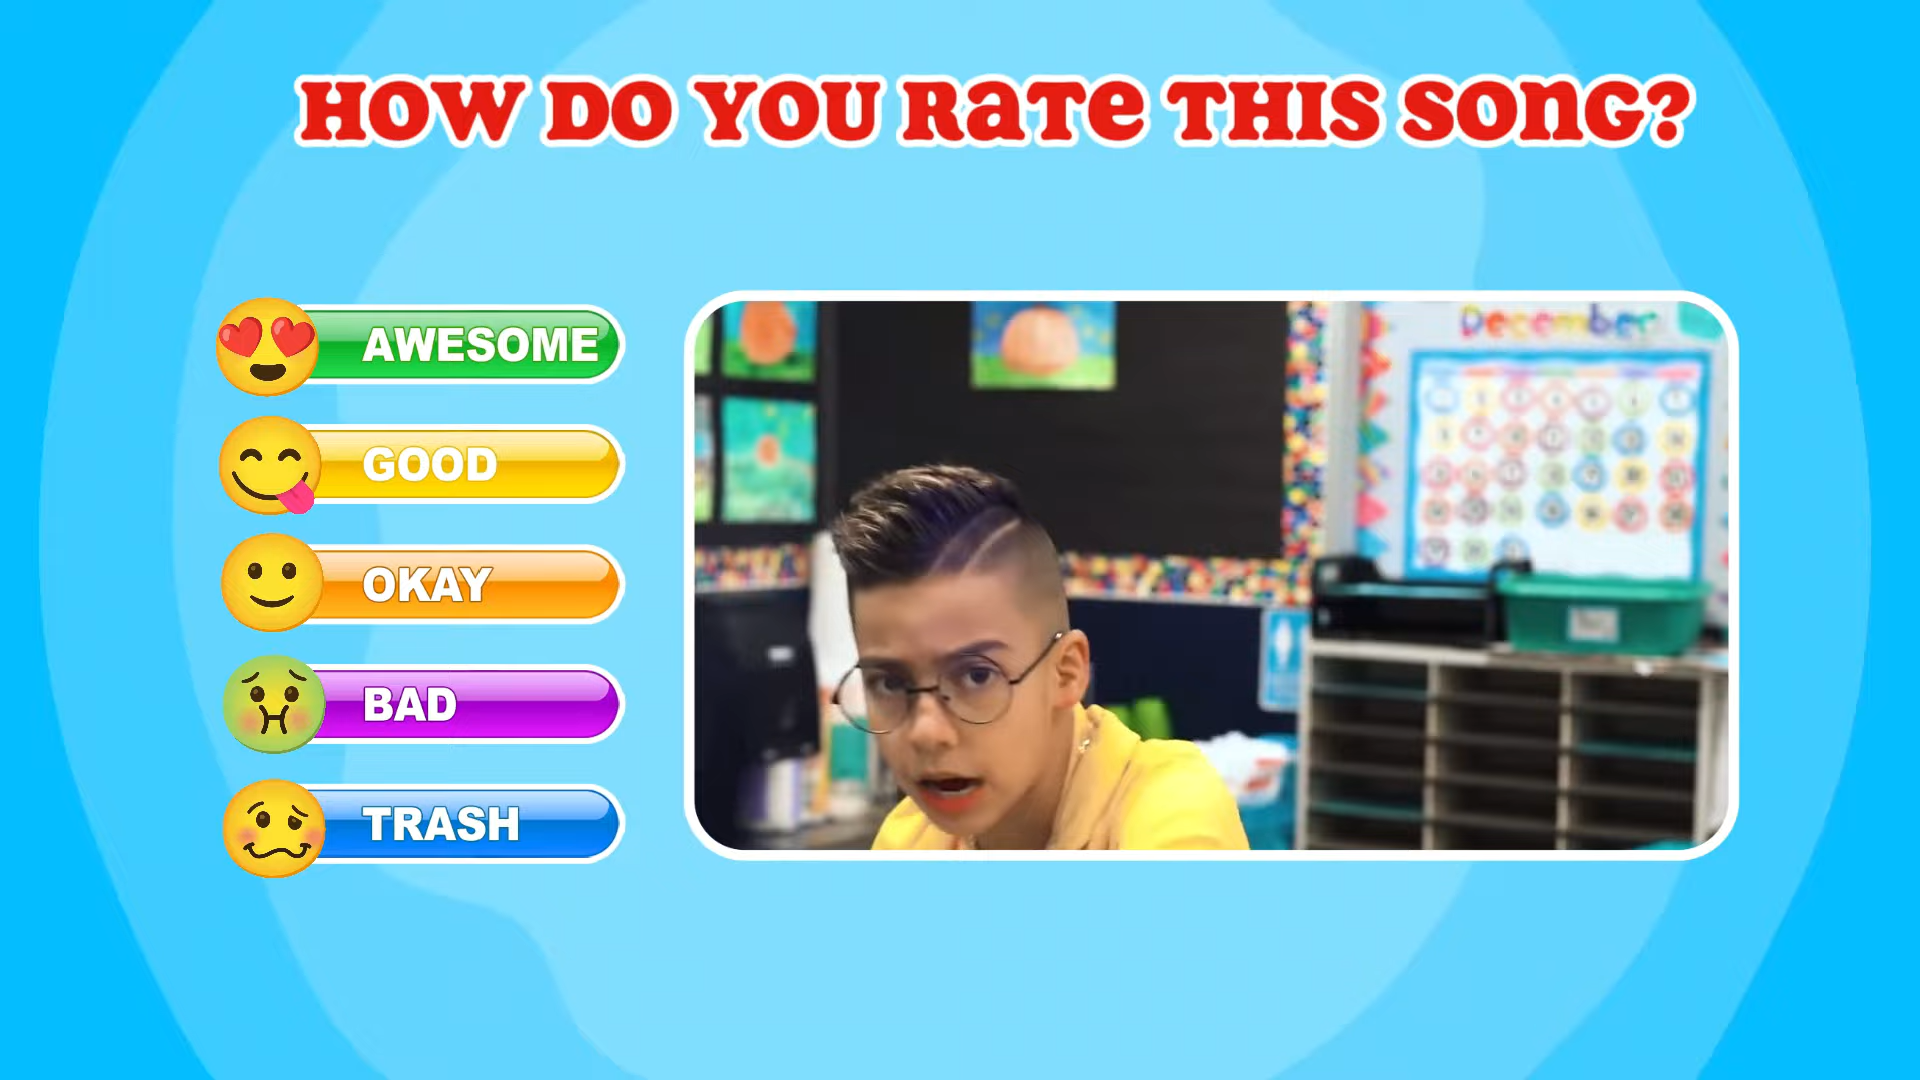 HOW DO YOU RATE THIS SONG?
AWESOME
GOOD
OKAY
BAD
TRASH
December